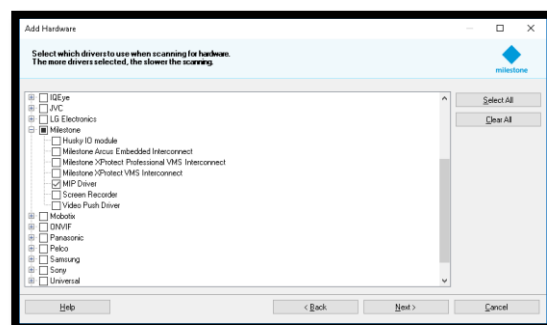 Add Hardware
Select which drivers to use when scanning for hardware.
The more drivers selected, the slower the scanning.
milestone
IQEye
JVC
LG Electronics
Milestone
Husky IO module
Milestone Arcus Embedded Interconnect
Milestone XProtect Professional VMS Interconnect
Milestone XProtect VMS Interconnect
MIP Driver
Screen Recorder
Video Push Driver
Mobotix
ONVIF
Panasonic
Pelco
Samsung
Sony
Universal
Select All
Clear All
Help
< Back
Next >
Cancel